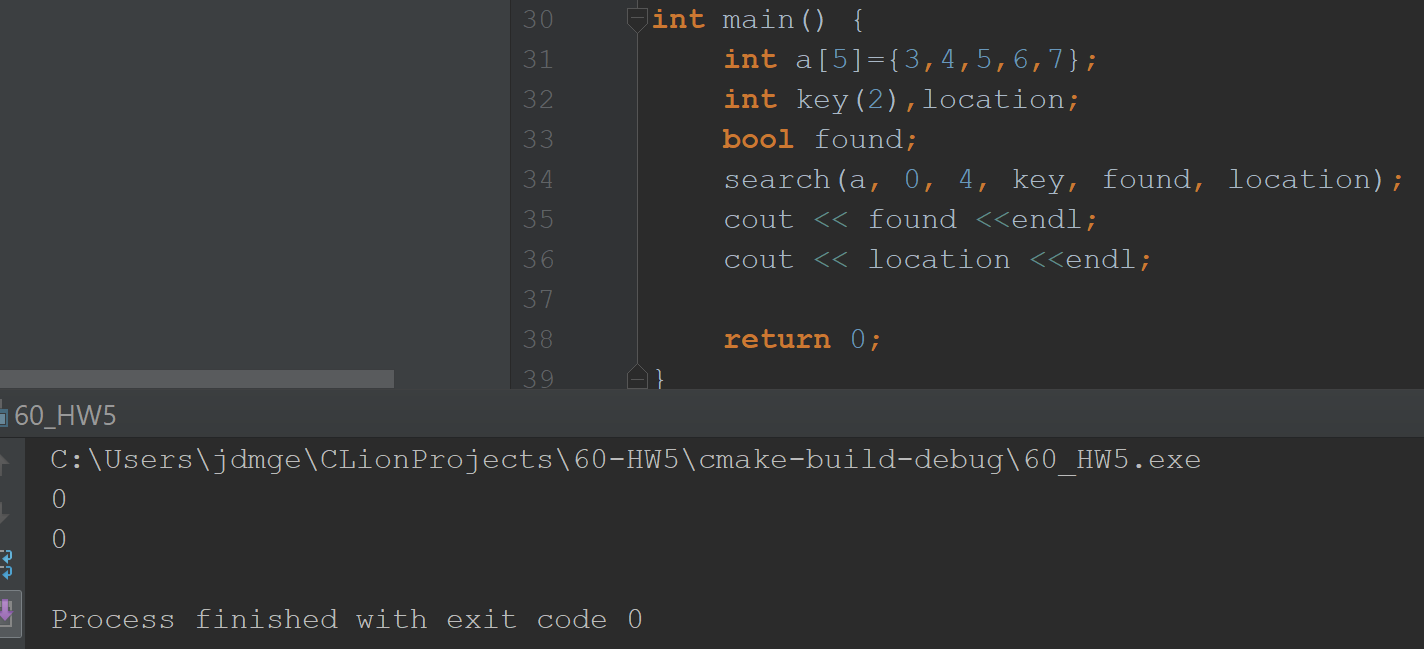 30 int main() {
31 int a[5]={3,4,5,6,7};
32 int key(2),location;
33 bool found;
34 search(a, 0, 4, key, found, location);
35 cout << found <<endl;
36 cout << location <<endl;
37
38 return 0;
39 }
60_HW5
C:\Users\jdmge\CLionProjects\60-HW5\cmake-build-debug\60_HW5.exe
0
0
Process finished with exit code 0